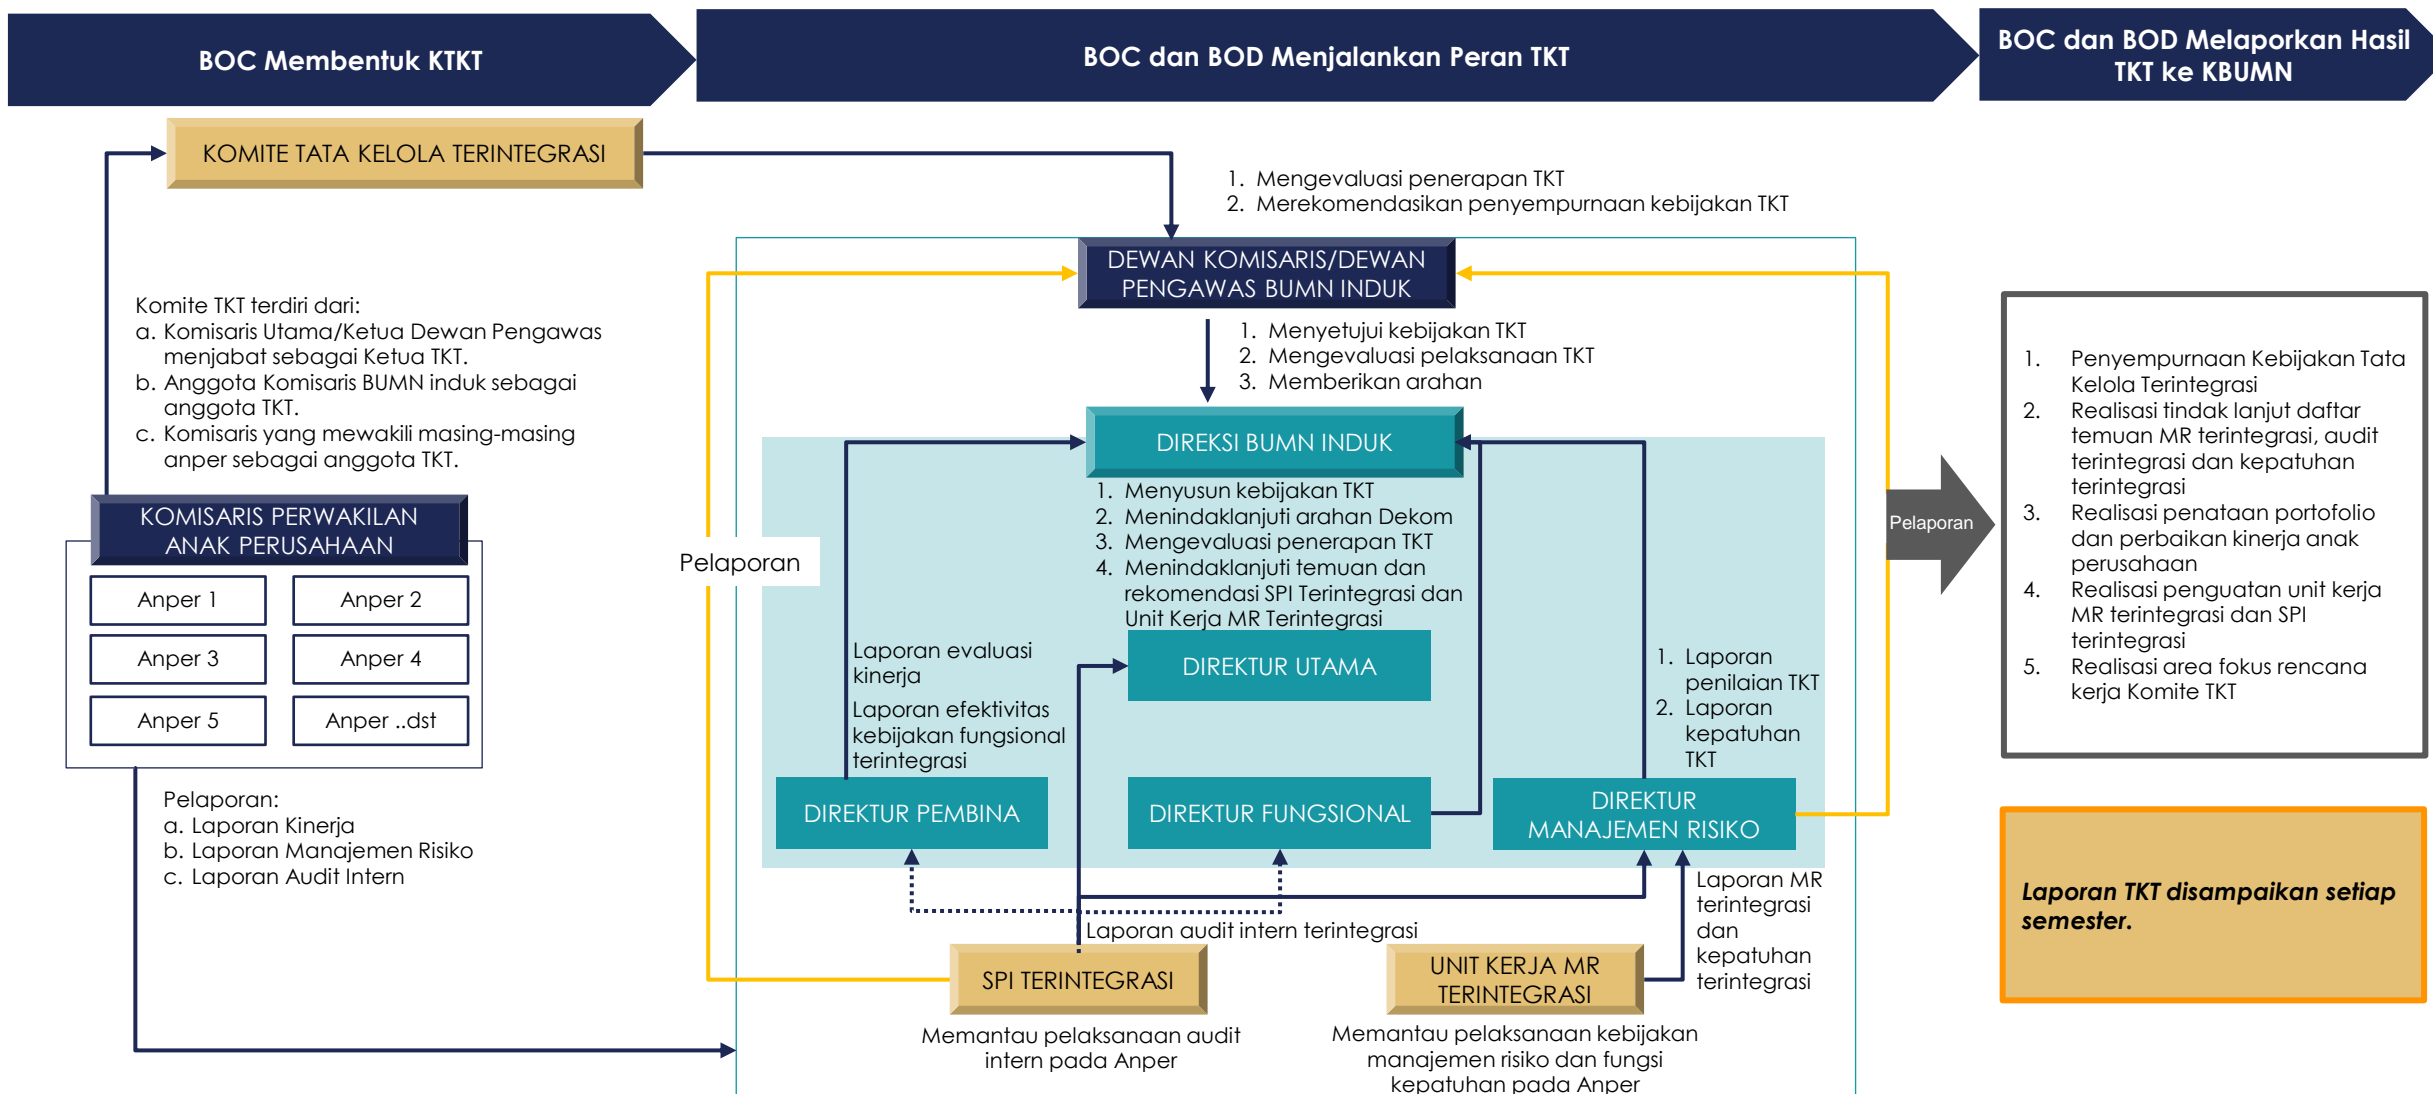 BOC Membentuk KTKT
BOC dan BOD Menjalankan Peran TKT
BOC dan BOD Melaporkan Hasil
TKT ke KBUMN
KOMITE TATA KELOLA TERINTEGRASI
1. Mengevaluasi penerapan TKT
2. Merekomendasikan penyempurnaan kebijakan TKT
Komite TKT terdiri dari:
a. Komisaris Utama/Ketua Dewan Pengawas
menjabat sebagai Ketua TKT.
b. Anggota Komisaris BUMN induk sebagai
anggota TKT.
c. Komisaris yang mewakili masing-masing
anper sebagai anggota TKT.
KOMISARIS PERWAKILAN
ANAK PERUSAHAAN
Anper 1
Anper 2
Anper 3
Anper 4
Anper 5
Anper ..dst
Pelaporan:
a. Laporan Kinerja
b. Laporan Manajemen Risiko
c. Laporan Audit Intern
DEWAN KOMISARIS/DEWAN
PENGAWAS BUMN INDUK
1. Menyetujui kebijakan TKT
2. Mengevaluasi pelaksanaan TKT
3. Memberikan arahan
DIREKSI BUMN INDUK
1. Menyusun kebijakan TKT
2. Menindaklanjuti arahan Dekom
3. Mengevaluasi penerapan TKT
4. Menindaklanjuti temuan dan
rekomendasi SPI Terintegrasi dan
Unit Kerja MR Terintegrasi
Pelaporan
Laporan evaluasi
kinerja
Laporan efektivitas
kebijakan fungsional
terintegrasi
DIREKTUR UTAMA
1. Laporan
penilaian TKT
2. Laporan
kepatuhan
TKT
DIREKTUR PEMBINA
DIREKTUR FUNGSIONAL
DIREKTUR
MANAJEMEN RISIKO
Laporan audit intern terintegrasi
Laporan MR
terintegrasi
dan
kepatuhan
terintegrasi
SPI TERINTEGRASI
UNIT KERJA MR
TERINTEGRASI
Memantau pelaksanaan audit
intern pada Anper
Memantau pelaksanaan kebijakan
manajemen risiko dan fungsi
kepatuhan pada Anper
Pelaporan
1. Penyempurnaan Kebijakan Tata
Kelola Terintegrasi
2. Realisasi tindak lanjut daftar
temuan MR terintegrasi, audit
terintegrasi dan kepatuhan
terintegrasi
3. Realisasi penataan portofolio
dan perbaikan kinerja anak
perusahaan
4. Realisasi penguatan unit kerja
MR terintegrasi dan SPI
terintegrasi
5. Realisasi area fokus rencana
kerja Komite TKT
Laporan TKT disampaikan setiap
semester.